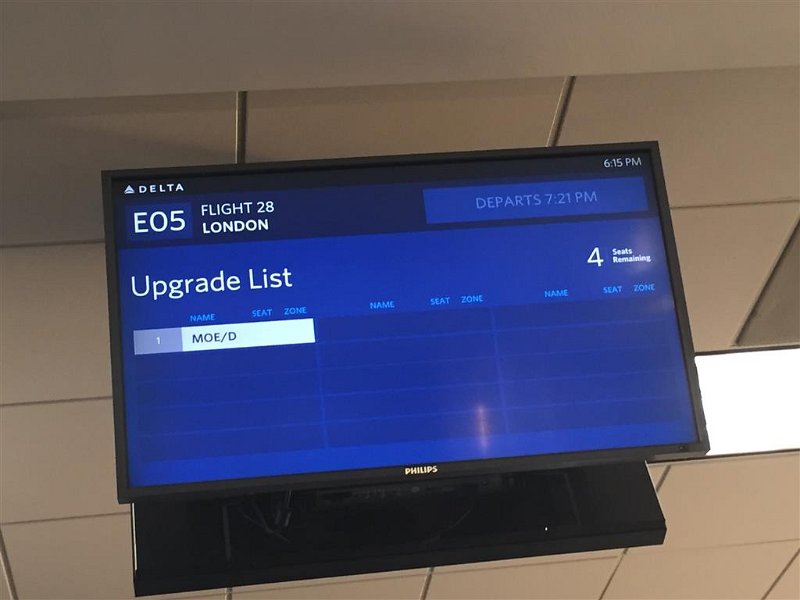 6:15 PM
DELTA
E05
FLIGHT 28
LONDON
DEPARTS 7:21 PM
Upgrade List
4 Seats
Remaining
NAME SEAT ZONE NAME SEAT ZONE NAME SEAT ZONE
1 MOE/D
PHILIPS